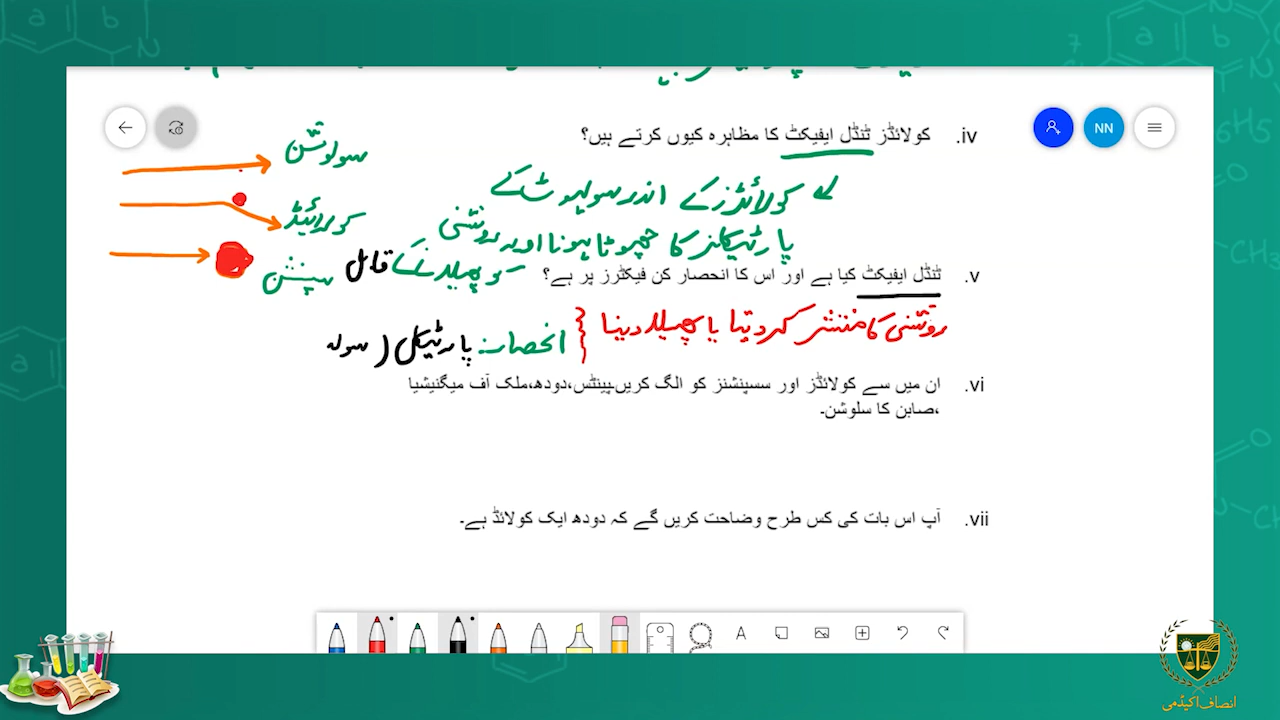 iv. کولائڈز ٹنڈل ایفیکٹ کا مظاہرہ کیوں کرتے ہیں؟
NN
سولوشن
کولائیڈ
سپنشن
کولائڈز کے اندر سولیوٹ کے
پارٹیکلز کا چھوٹا ہونا اور روشنی
کو پھیلانے کے قابل
v. ٹنڈل ایفیکٹ کیا ہے اور اس کا انحصار کن فیکٹرز پر ہے؟
روشنی کا منتشر کر دینا یا پھیلا دینا
انحصار:۔ پارٹیکل (سولہ
vi. ان میں سے کولائڈز اور سسپنشنز کو الگ کریں۔پینٹس،دودھ،ملک آف میگنیشیا
،صابن کا سلوشن۔
vii. آپ اس بات کی کس طرح وضاحت کریں گے کہ دودھ ایک کولائڈ ہے۔
A
انصاف اکیڈمی